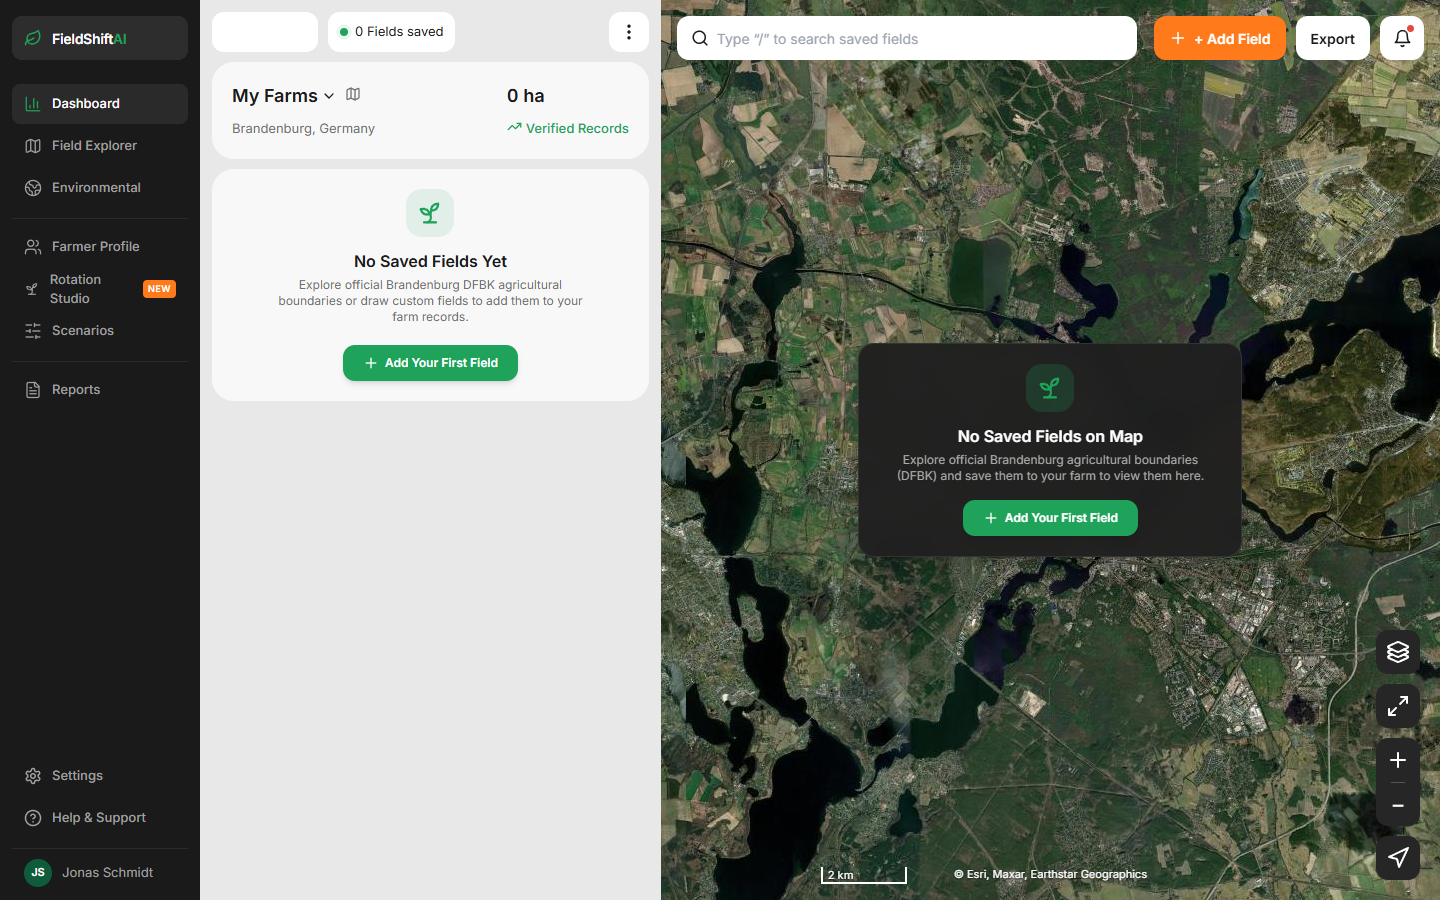 FieldShiftAI
Dashboard
Field Explorer
Environmental
Farmer Profile
Rotation
Studio
NEW
Scenarios
Reports
Settings
Help & Support
JS
Jonas Schmidt
0 Fields saved
My Farms
0 ha
Brandenburg, Germany
Verified Records
No Saved Fields Yet
Explore official Brandenburg DFBK agricultural
boundaries or draw custom fields to add them to your
farm records.
Add Your First Field
Type “/” to search saved fields
+ Add Field
Export
No Saved Fields on Map
Explore official Brandenburg agricultural boundaries
(DFBK) and save them to your farm to view them here.
Add Your First Field
2 km
© Esri, Maxar, Earthstar Geographics